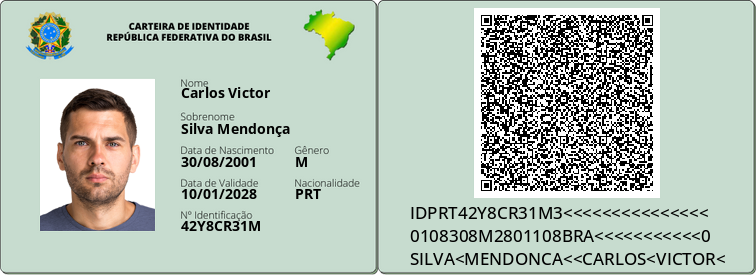 CARTEIRA DE IDENTIDADE
REPÚBLICA FEDERATIVA DO BRASIL
Nome
Carlos Victor
Sobrenome
Silva Mendonça
Data de Nascimento Gênero
30/08/2001 M
Data de Validade Nacionalidade
10/01/2028 PRT
Nº Identificação
42Y8CR31M
IDPRT42Y8CR31M3<<<<<<<<<<<<<<<
0108308M2801108BRA<<<<<<<<<<<0
SILVA<MENDONCA<<CARLOS<VICTOR<